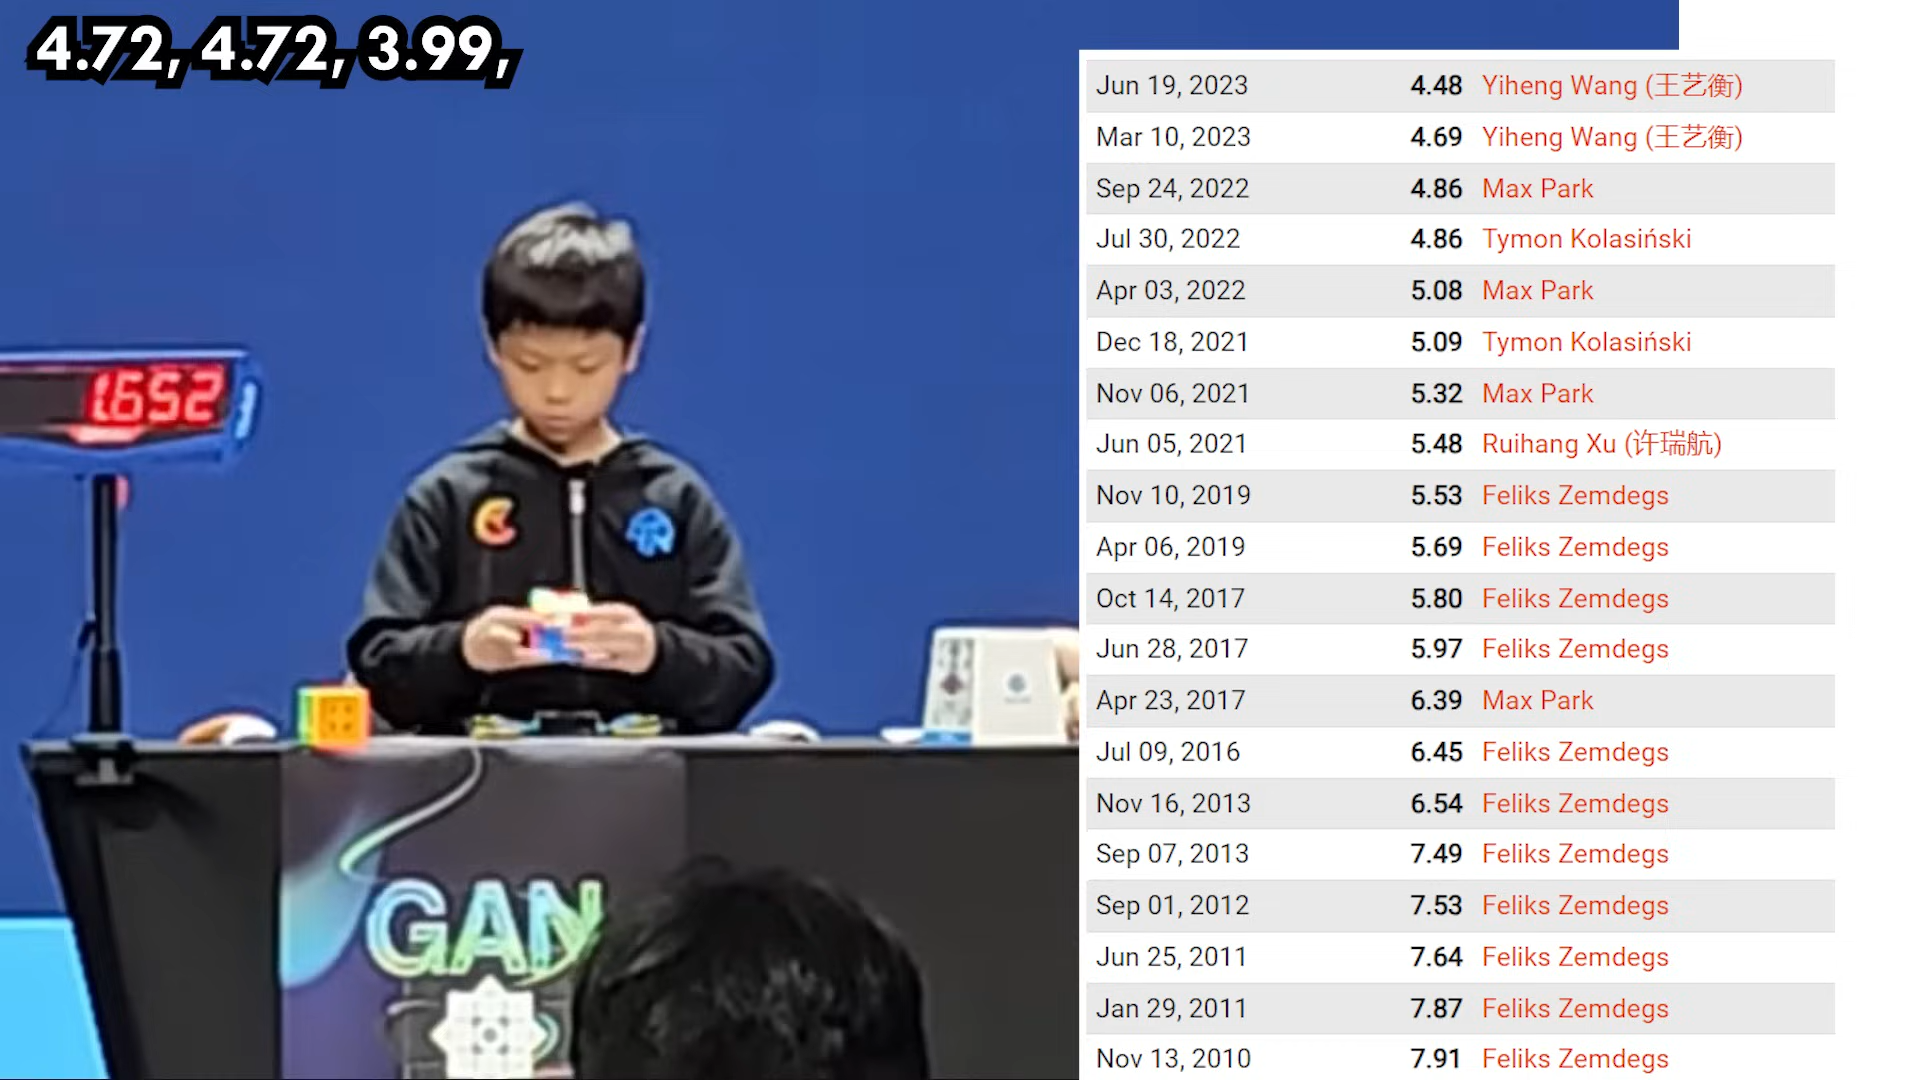 4.72, 4.72, 3.99,
1.652
GAN
Jun 19, 2023 4.48 Yiheng Wang (王艺衡)
Mar 10, 2023 4.69 Yiheng Wang (王艺衡)
Sep 24, 2022 4.86 Max Park
Jul 30, 2022 4.86 Tymon Kolasiński
Apr 03, 2022 5.08 Max Park
Dec 18, 2021 5.09 Tymon Kolasiński
Nov 06, 2021 5.32 Max Park
Jun 05, 2021 5.48 Ruihang Xu (许瑞航)
Nov 10, 2019 5.53 Feliks Zemdegs
Apr 06, 2019 5.69 Feliks Zemdegs
Oct 14, 2017 5.80 Feliks Zemdegs
Jun 28, 2017 5.97 Feliks Zemdegs
Apr 23, 2017 6.39 Max Park
Jul 09, 2016 6.45 Feliks Zemdegs
Nov 16, 2013 6.54 Feliks Zemdegs
Sep 07, 2013 7.49 Feliks Zemdegs
Sep 01, 2012 7.53 Feliks Zemdegs
Jun 25, 2011 7.64 Feliks Zemdegs
Jan 29, 2011 7.87 Feliks Zemdegs
Nov 13, 2010 7.91 Feliks Zemdegs